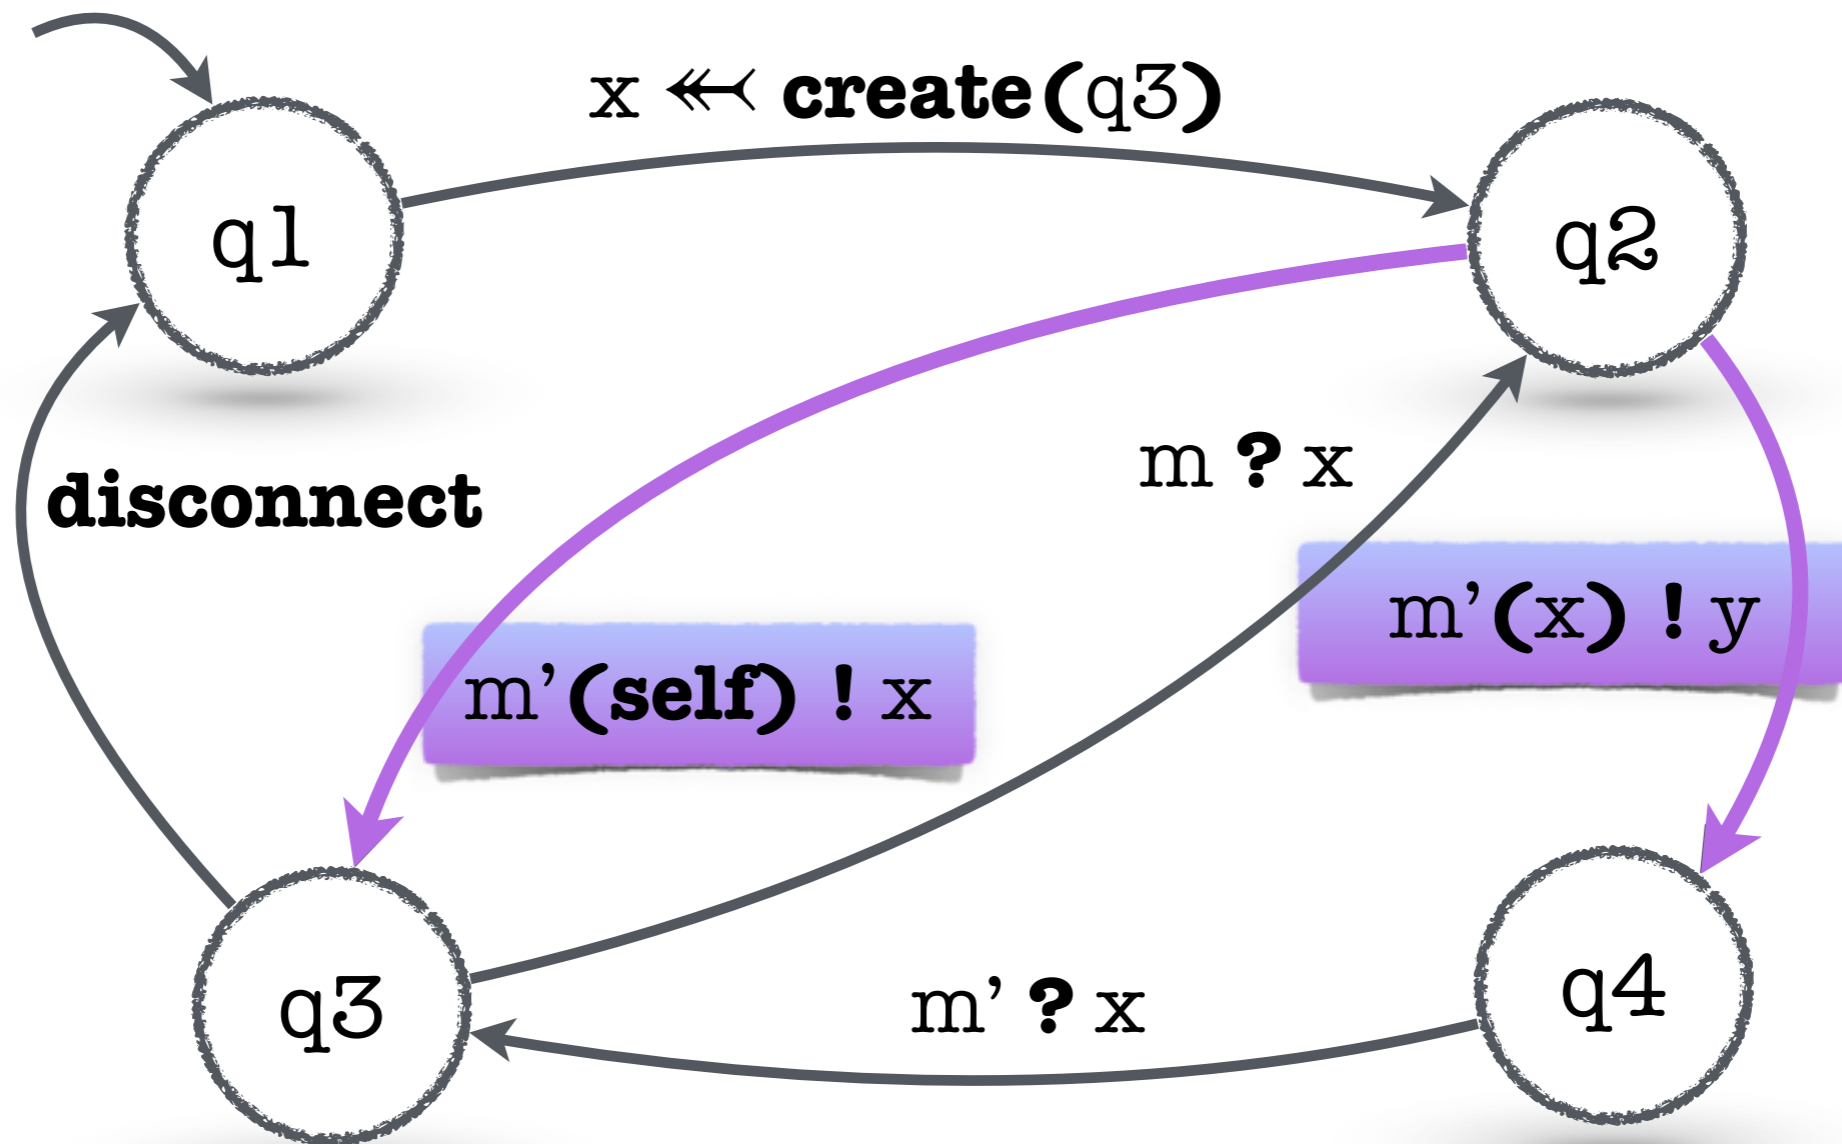 x ⬺ create(q3)
q1
q2
m ? x
disconnect
m’(x) ! y
m’(self) ! x
q3
m’ ? x
q4